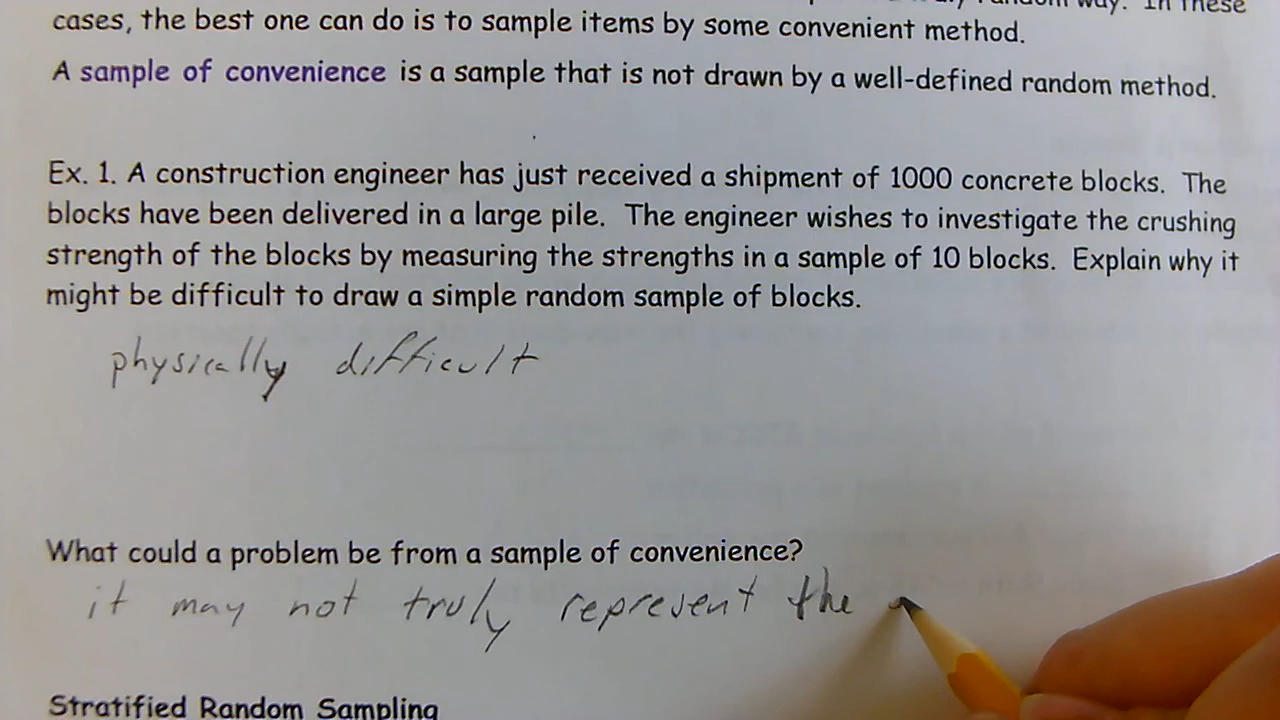 random way. In these
cases, the best one can do is to sample items by some convenient method.
A sample of convenience is a sample that is not drawn by a well-defined random method.
Ex. 1. A construction engineer has just received a shipment of 1000 concrete blocks. The
blocks have been delivered in a large pile. The engineer wishes to investigate the crushing
strength of the blocks by measuring the strengths in a sample of 10 blocks. Explain why it
might be difficult to draw a simple random sample of blocks.
physically difficult
What could a problem be from a sample of convenience?
it may not truly represent the
Stratified Random Sampling